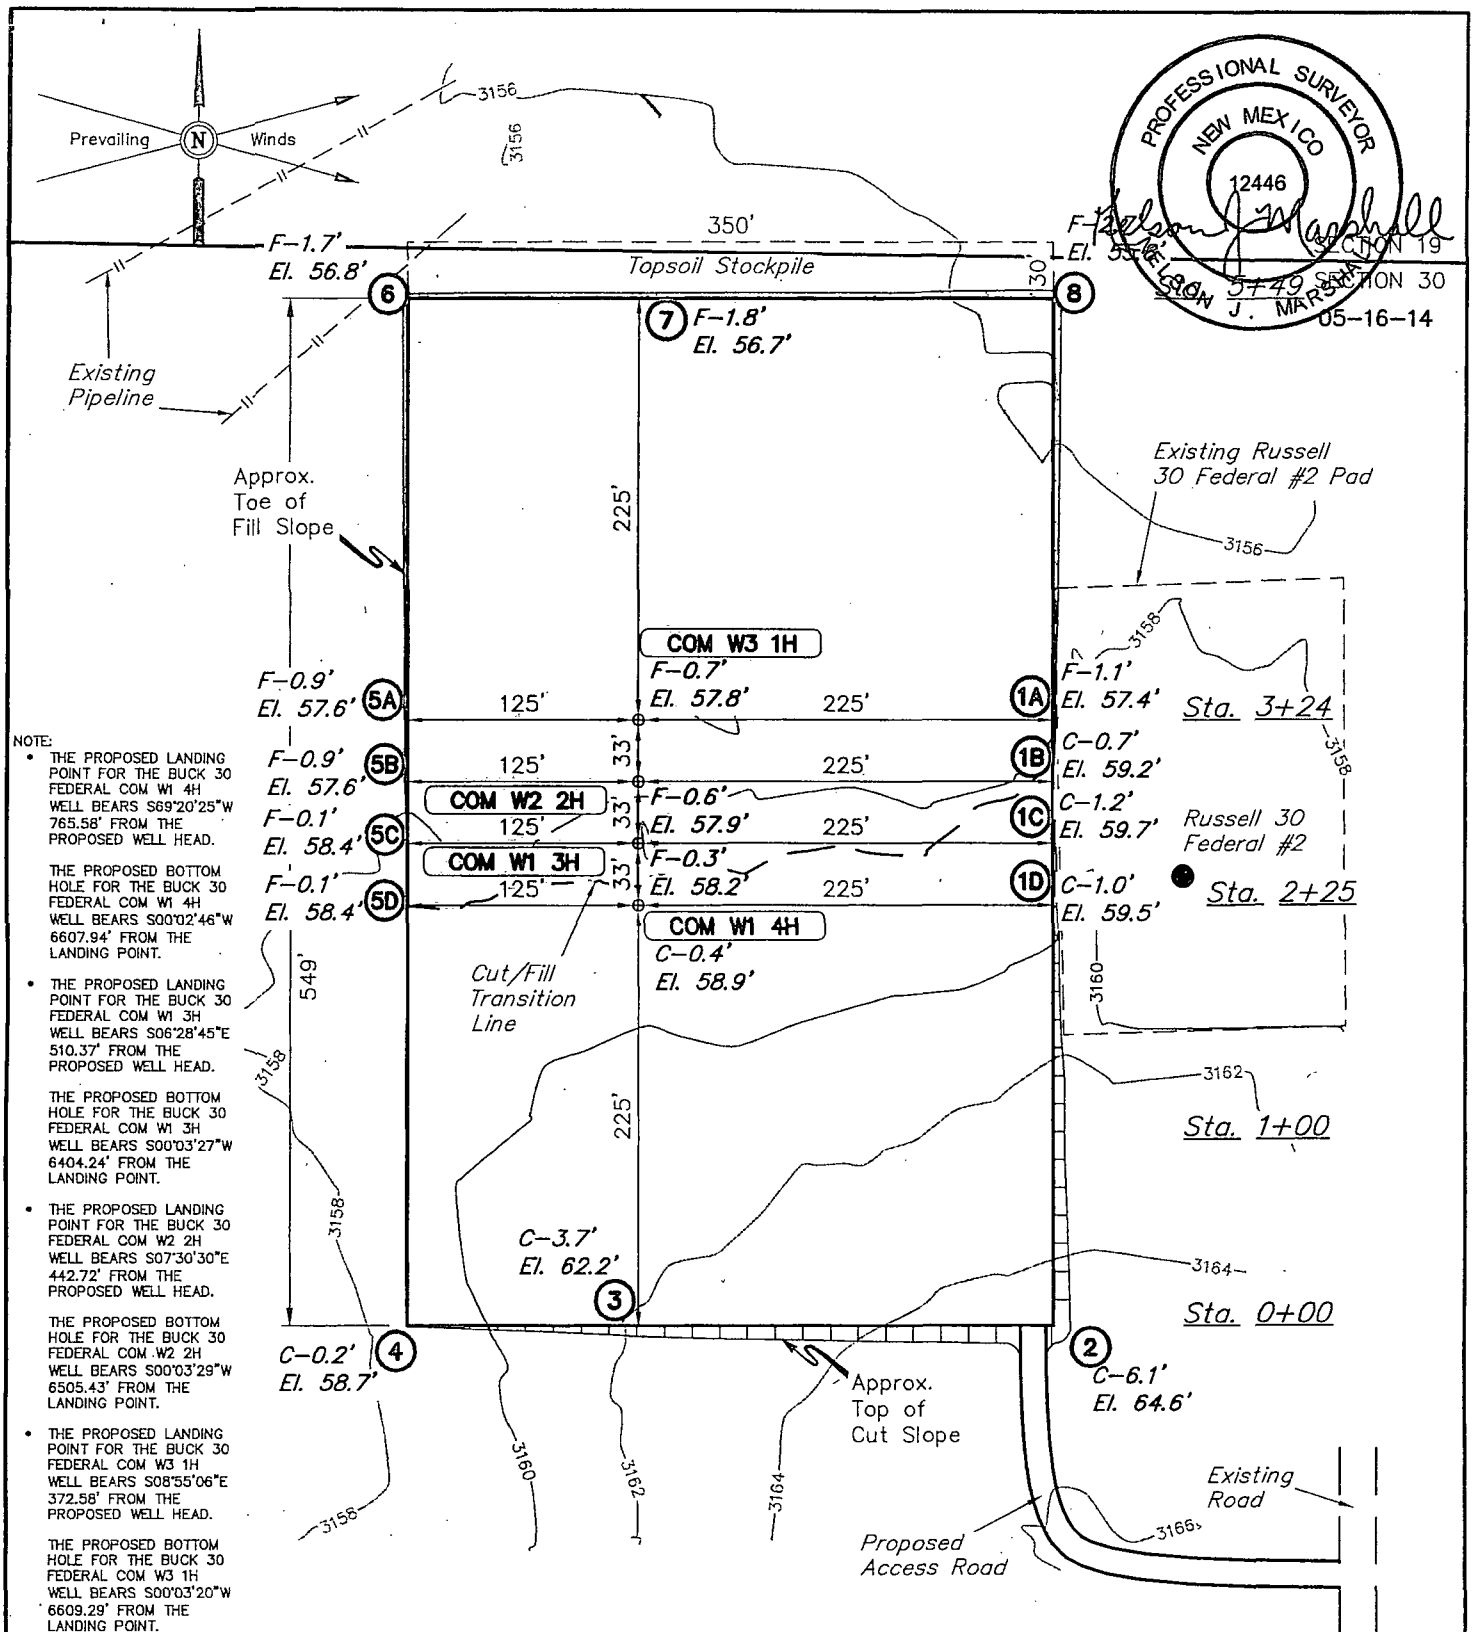 PROFESSIONAL SURVEYOR
NEW MEXICO
12446
NELSON J. MARSHALL
Nelson J Marshall
05-16-14
Prevailing
N
Winds
3156
3156
SECTION 19
SECTION 30
350'
Topsoil Stockpile
30'
F-1.7'
El. 56.8'
6
8
Sta. 5+49
7
F-1.8'
El. 56.7'
Existing
Pipeline
Existing Russell
30 Federal #2 Pad
Approx.
Toe of
Fill Slope
225'
3156
3158
3158
COM W3 1H
F-0.7'
El. 57.8'
F-0.9'
El. 57.6'
5A
125'
225'
1A
F-1.1'
El. 57.4'
Sta. 3+24
33'
F-0.9'
El. 57.6'
5B
125'
225'
1B
C-0.7'
El. 59.2'
COM W2 2H
F-0.6'
El. 57.9'
33'
F-0.1'
El. 58.4'
5C
125'
225'
1C
C-1.2'
El. 59.7'
Russell 30
Federal #2
COM W1 3H
F-0.3'
El. 58.2'
33'
F-0.1'
El. 58.4'
5D
125'
225'
1D
C-1.0'
El. 59.5'
Sta. 2+25
COM W1 4H
C-0.4'
El. 58.9'
Cut/Fill
Transition
Line
549'
3160
3158
3162
225'
Sta. 1+00
3158
C-3.7'
El. 62.2'
3
3164
Sta. 0+00
4
C-0.2'
El. 58.7'
2
C-6.1'
El. 64.6'
Approx.
Top of
Cut Slope
3160
3162
3164
3158
3166
Existing
Road
Proposed
Access Road
NOTE:
• THE PROPOSED LANDING
POINT FOR THE BUCK 30
FEDERAL COM W1 4H
WELL BEARS S69°20'25"W
765.58' FROM THE
PROPOSED WELL HEAD.
THE PROPOSED BOTTOM
HOLE FOR THE BUCK 30
FEDERAL COM W1 4H
WELL BEARS S00°02'46"W
6607.94' FROM THE
LANDING POINT.
• THE PROPOSED LANDING
POINT FOR THE BUCK 30
FEDERAL COM W1 3H
WELL BEARS S06°28'45"E
510.37' FROM THE
PROPOSED WELL HEAD.
THE PROPOSED BOTTOM
HOLE FOR THE BUCK 30
FEDERAL COM W1 3H
WELL BEARS S00°03'27"W
6404.24' FROM THE
LANDING POINT.
• THE PROPOSED LANDING
POINT FOR THE BUCK 30
FEDERAL COM W2 2H
WELL BEARS S07°30'30"E
442.72' FROM THE
PROPOSED WELL HEAD.
THE PROPOSED BOTTOM
HOLE FOR THE BUCK 30
FEDERAL COM W2 2H
WELL BEARS S00°03'29"W
6505.43' FROM THE
LANDING POINT.
• THE PROPOSED LANDING
POINT FOR THE BUCK 30
FEDERAL COM W3 1H
WELL BEARS S08°55'06"E
372.58' FROM THE
PROPOSED WELL HEAD.
THE PROPOSED BOTTOM
HOLE FOR THE BUCK 30
FEDERAL COM W3 1H
WELL BEARS S00°03'20"W
6609.29' FROM THE
LANDING POINT.